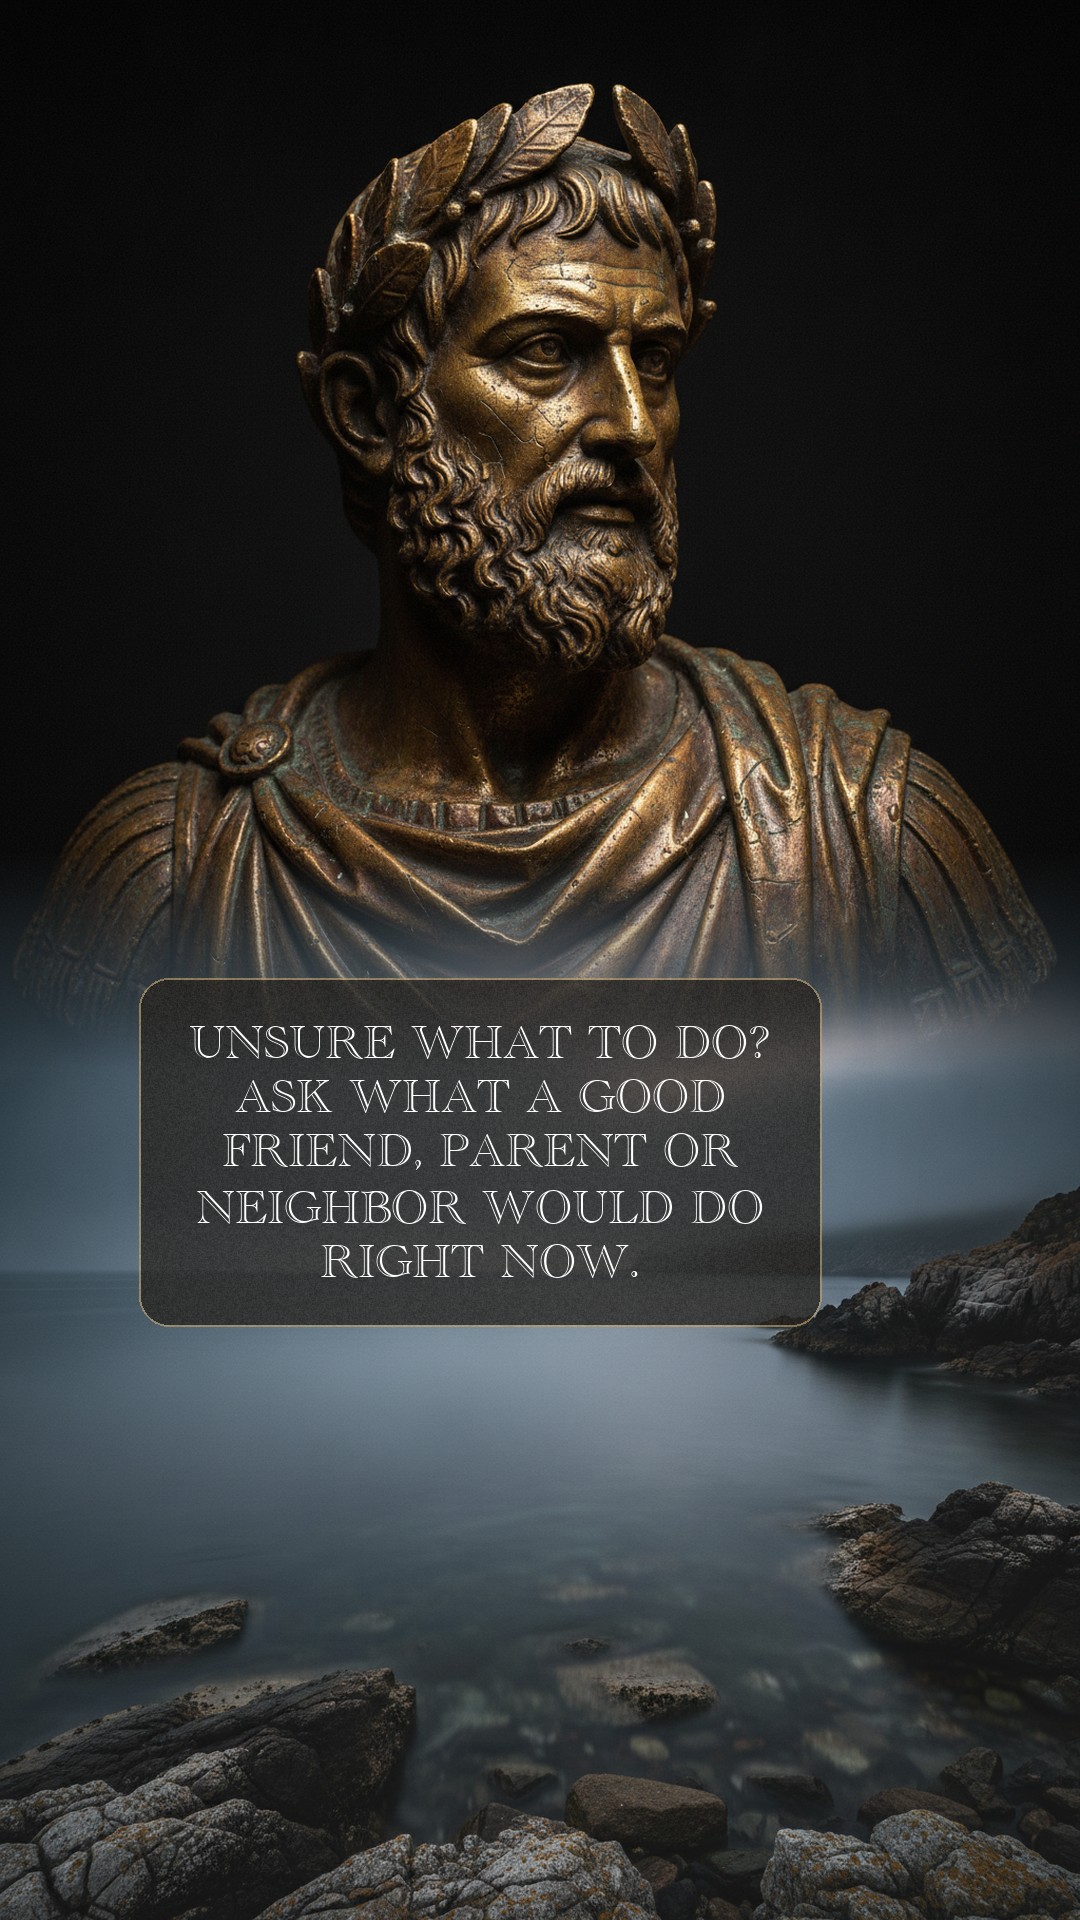 UNSURE WHAT TO DO?
ASK WHAT A GOOD
FRIEND, PARENT OR
NEIGHBOR WOULD DO
RIGHT NOW.